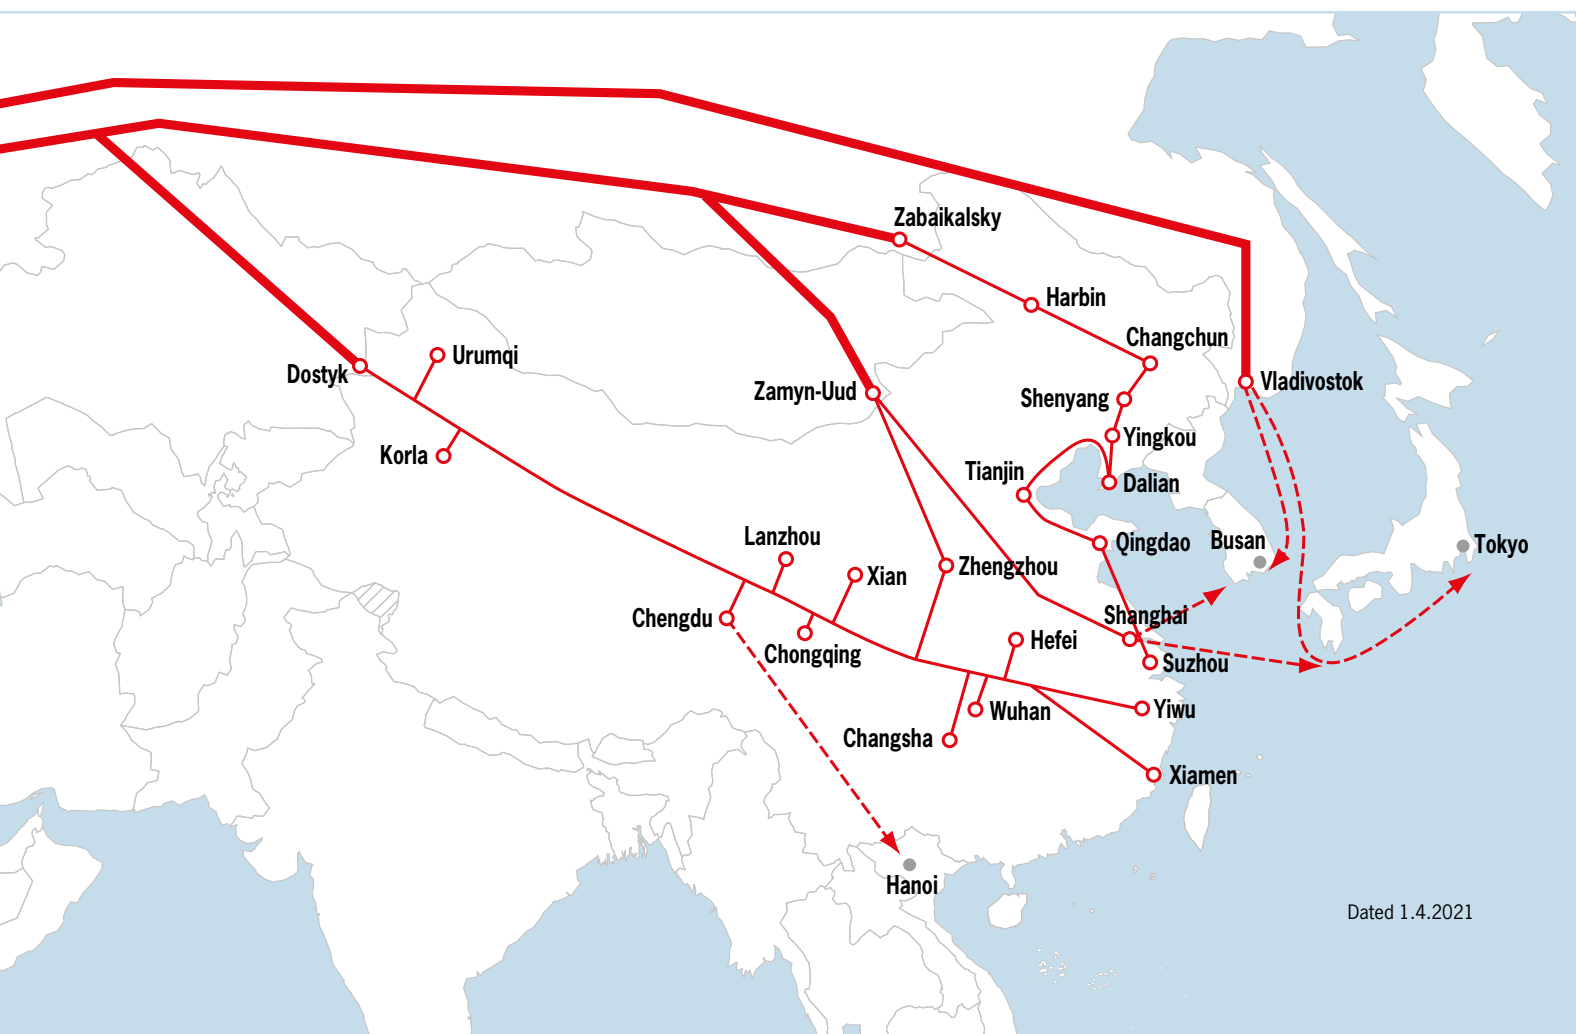 Zabaikalsky
Harbin
Changchun
Urumqi
Dostyk
Zamyn-Uud
Vladivostok
Shenyang
Yingkou
Korla
Tianjin
Dalian
Lanzhou
Qingdao
Busan
Tokyo
Xian
Zhengzhou
Chengdu
Shanghai
Chongqing
Hefei
Suzhou
Wuhan
Yiwu
Changsha
Xiamen
Hanoi
Dated 1.4.2021